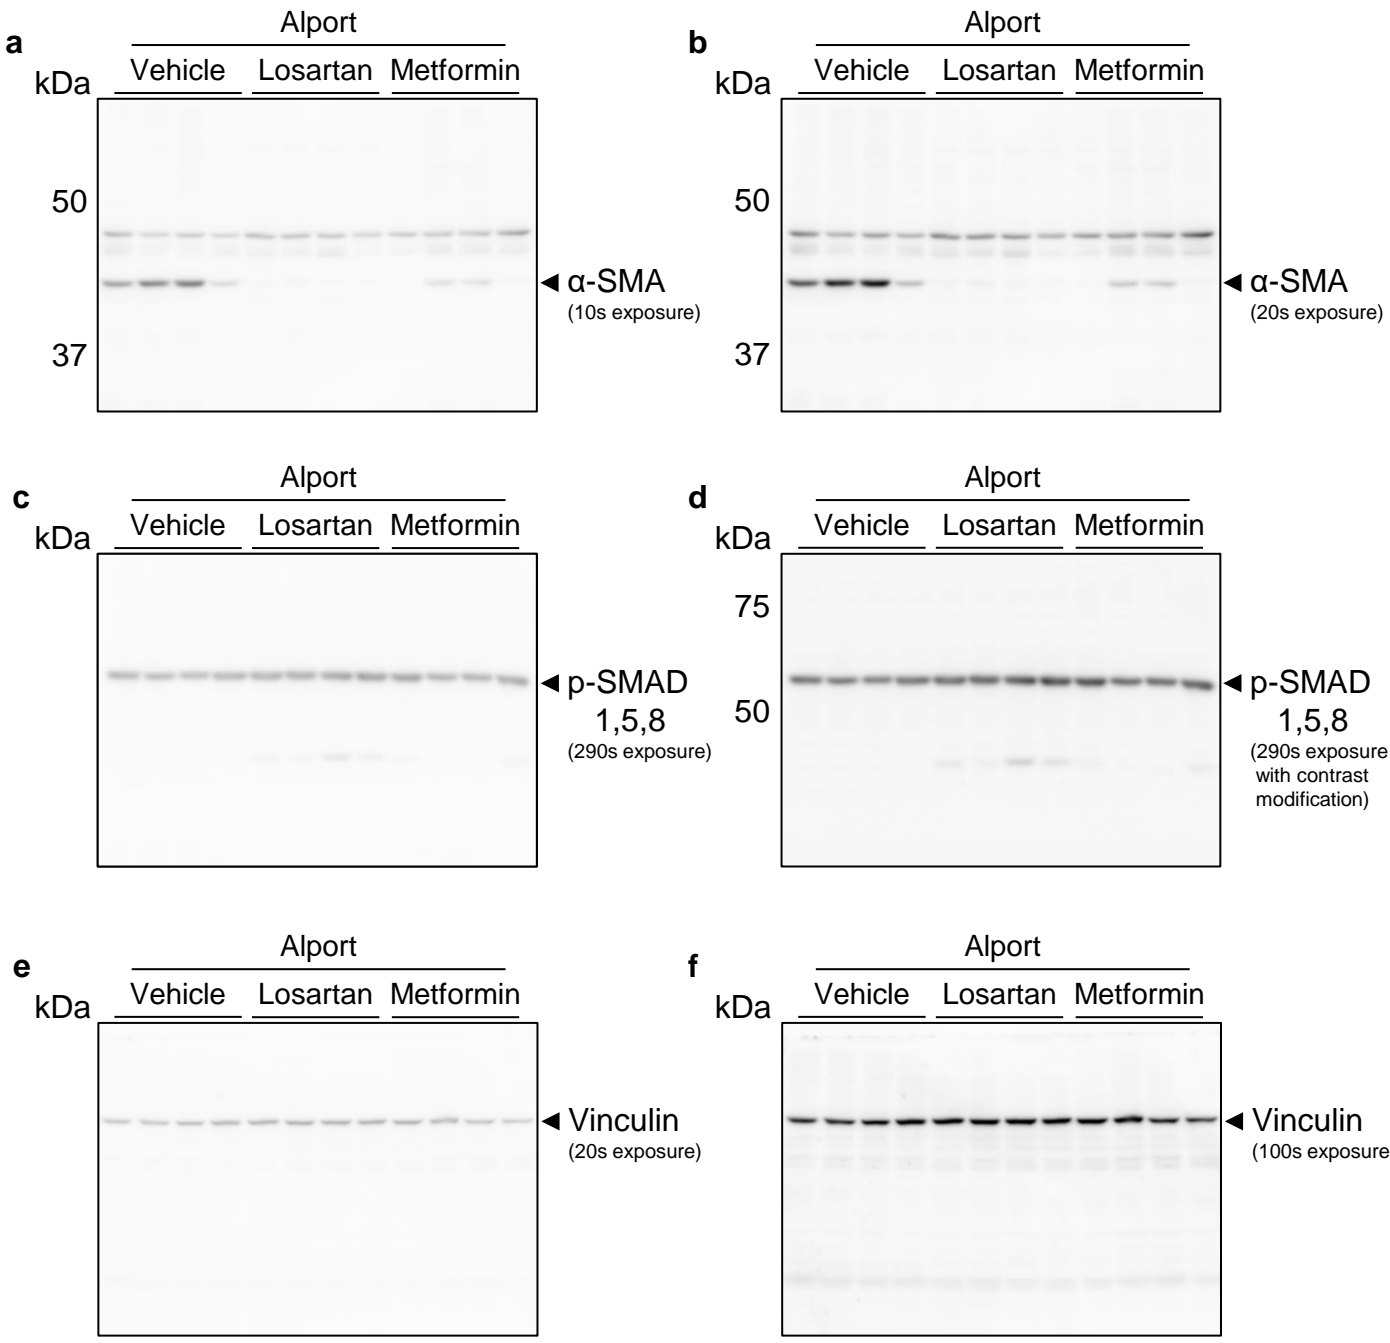 a
Alport
Vehicle Losartan Metformin
kDa
50
37
α-SMA
(10s exposure)
b
Alport
Vehicle Losartan Metformin
kDa
50
37
α-SMA
(20s exposure)
c
Alport
Vehicle Losartan Metformin
kDa
p-SMAD
1,5,8
(290s exposure)
d
Alport
Vehicle Losartan Metformin
kDa
75
50
p-SMAD
1,5,8
(290s exposure
with contrast
modification)
e
Alport
Vehicle Losartan Metformin
kDa
Vinculin
(20s exposure)
f
Alport
Vehicle Losartan Metformin
kDa
Vinculin
(100s exposure